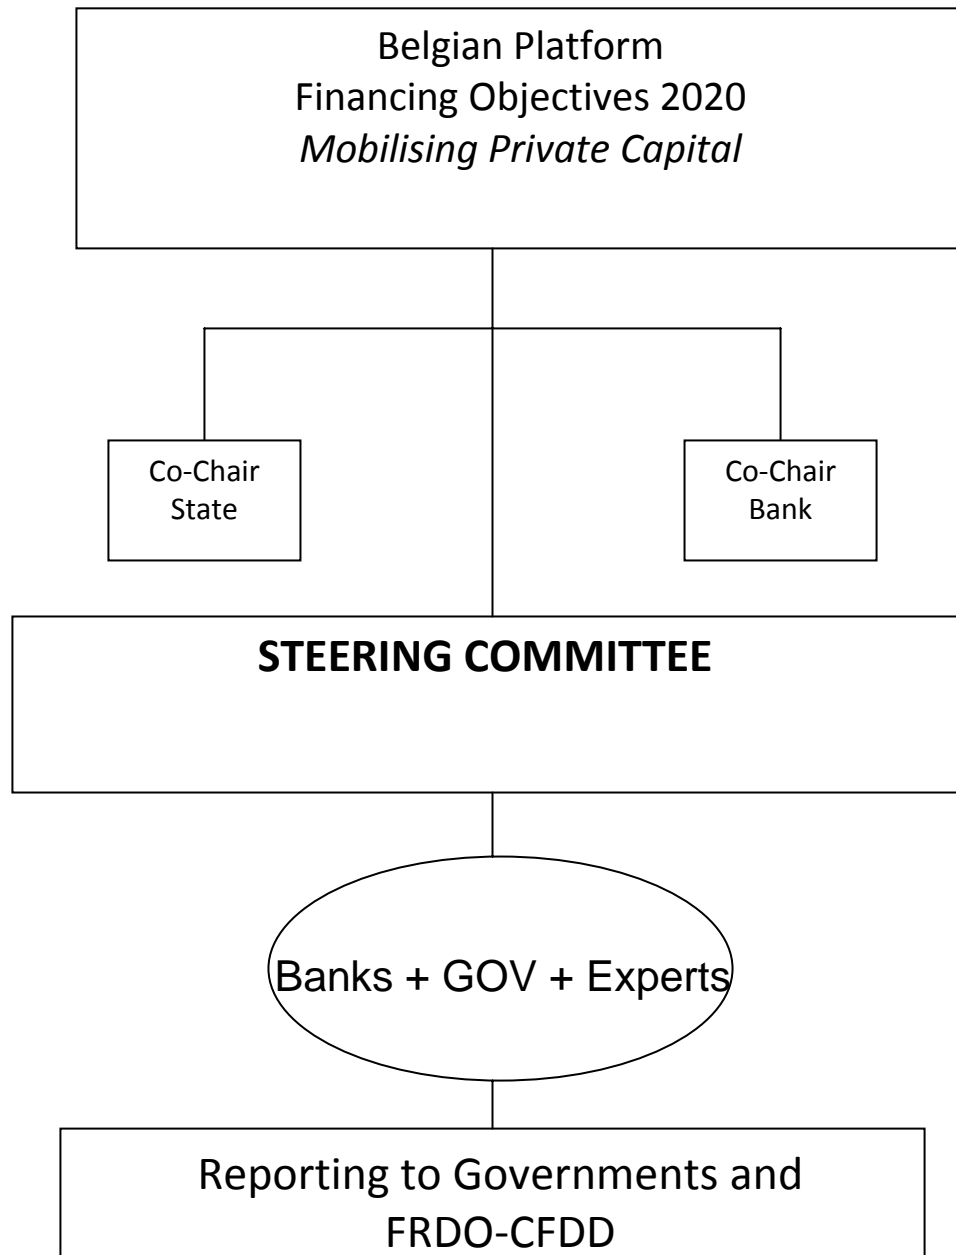 Belgian Platform
Financing Objectives 2020
Mobilising Private Capital
Co-Chair
State
Co-Chair
Bank
STEERING COMMITTEE
Banks + GOV + Experts
Reporting to Governments and
FRDO-CFDD